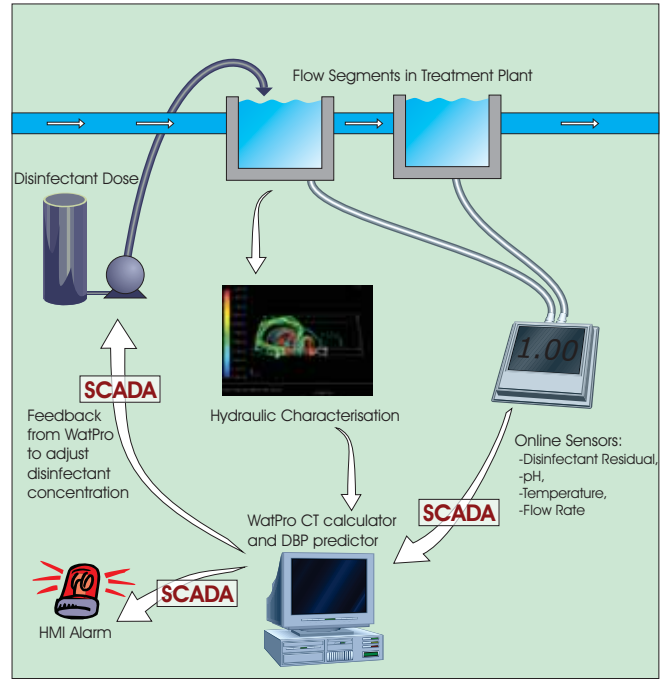 Flow Segments in Treatment Plant
Disinfectant Dose
1.00
SCADA
Feedback
from WatPro
to adjust
disinfectant
concentration
Hydraulic Characterisation
Online Sensors:
-Disinfectant Residual,
-pH,
-Temperature,
-Flow Rate
SCADA
WatPro CT calculator
and DBP predictor
SCADA
HMI Alarm